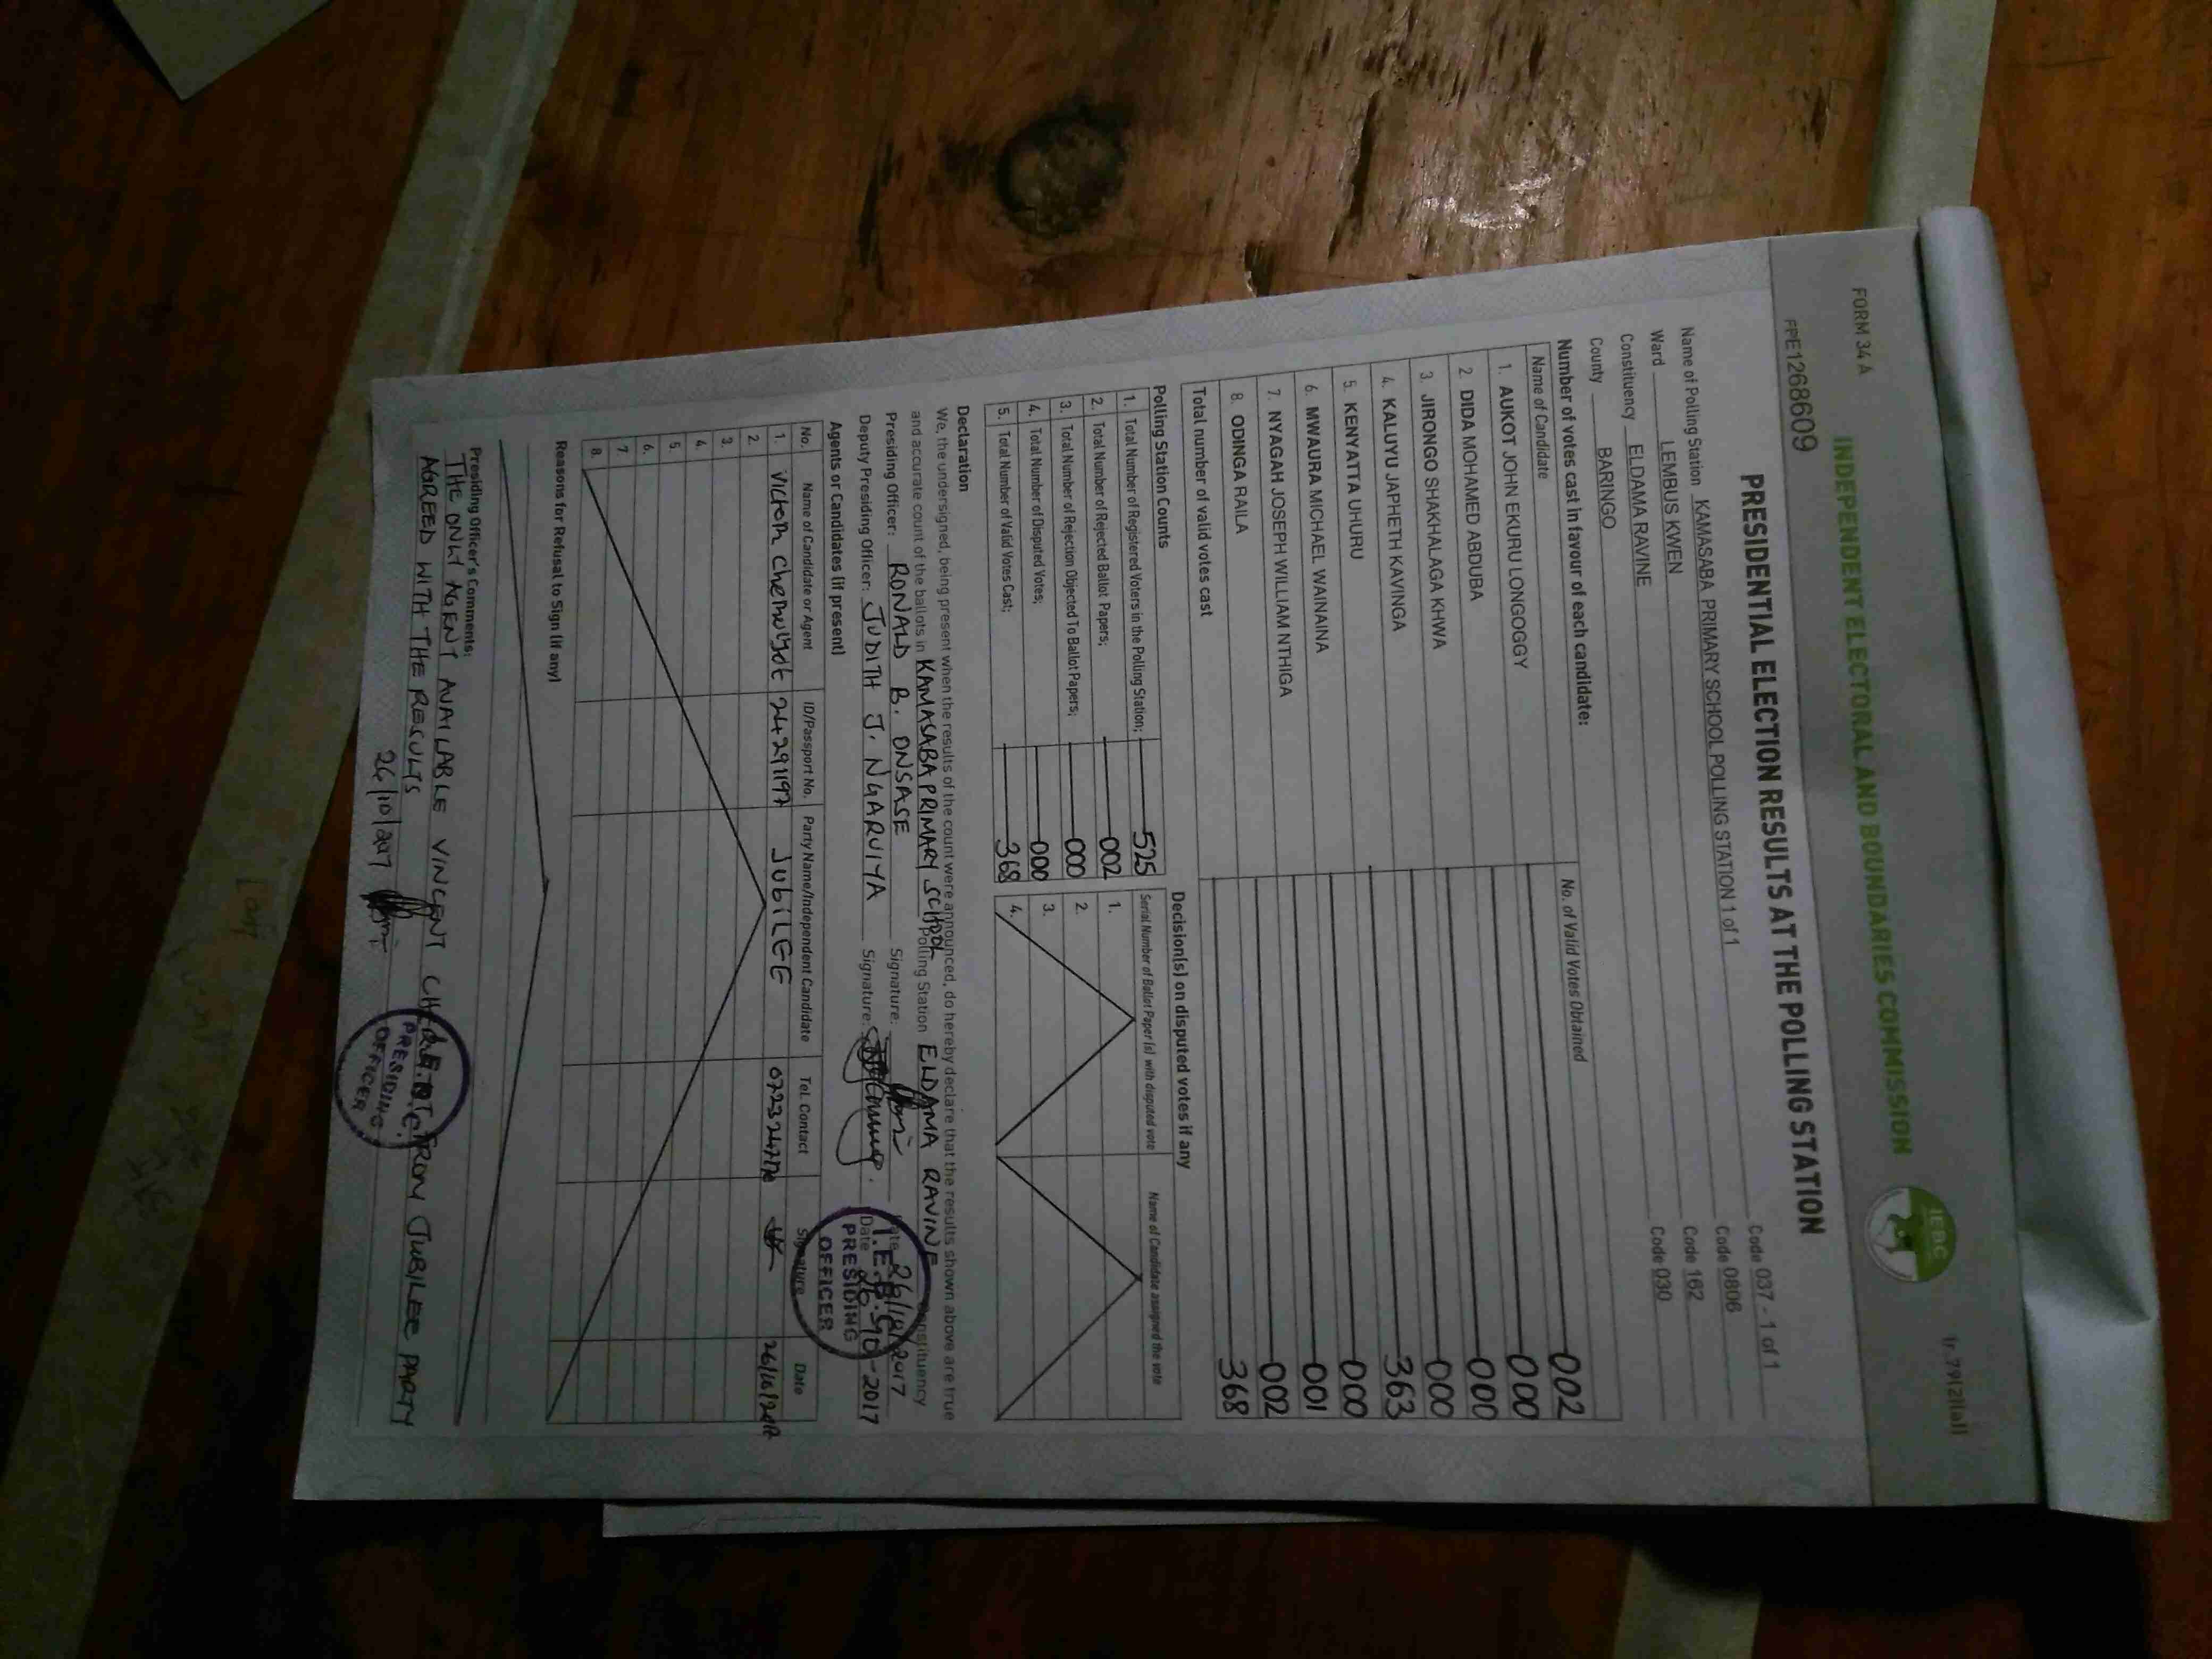 FORM 34 A
INDEPENDENT ELECTORAL AND BOUNDARIES COMMISSION
IEBC
PPE1268609
PRESIDENTIAL ELECTION RESULTS AT THE POLLING STATION
Name of Polling Station KAMASABA PRIMARY SCHOOL POLLING STATION 1 of 1 Code 037 - 1 of 1
Ward LEMBUS KWEN Code 0806
Constituency ELDAMA RAVINE Code 162
County BARINGO Code 030
Number of votes cast in favour of each candidate:
Name of Candidate No. of Valid Votes Obtained
1. AUKOT JOHN EKURU LONGOGGY 002
2. DIDA MOHAMED ABDUBA 000
3. JIRONGO SHAKHALAGA KHWA 000
4. KALUYU JAPHETH KAVINGA 000
5. KENYATTA UHURU 363
6. MWAURA MICHAEL WAINAINA 000
7. NYAGAH JOSEPH WILLIAM NTHIGA 001
8. ODINGA RAILA 002
Total number of valid votes cast 368
Polling Station Counts
1. Total Number of Registered Voters in the Polling Station; 525
2. Total Number of Rejected Ballot Papers; 002
3. Total Number of Rejection Objected To Ballot Papers; 000
4. Total Number of Disputed Votes; 000
5. Total Number of Valid Votes Cast; 368
Decision(s) on disputed votes if any
Serial Number of Ballot Paper (s) with disputed vote Name of Candidate assigned the vote
1.
2.
3.
4.
Declaration
We, the undersigned, being present when the results of the count were announced, do hereby declare that the results shown above are true
and accurate count of the ballots in KAMASABA PRIMARY SCHOOL Polling Station ELDAMA RAVINE Constituency
Presiding Officer: RONALD B. ONSASE Signature: Date 26/10/2017
Deputy Presiding Officer: JUDITH J. NGARUIYA Signature: Date 26-10-2017
I.E.B.C.
PRESIDING
OFFICER
Agents or Candidates (if present)
No. Name of Candidate or Agent ID/Passport No. Party Name/Independent Candidate Tel. Contact Signature Date
1. 24291197 JUBILEE 26/10/2017
2.
3.
4.
5.
6.
7.
8.
Reasons for Refusal to Sign (if any)
Presiding Officer's Comments:
THE ONLY AGENT AVAILABLE VINCENT FROM JUBILEE PARTY
AGREED WITH THE RESULTS
26/10/2017
I.E.B.C.
PRESIDING
OFFICER